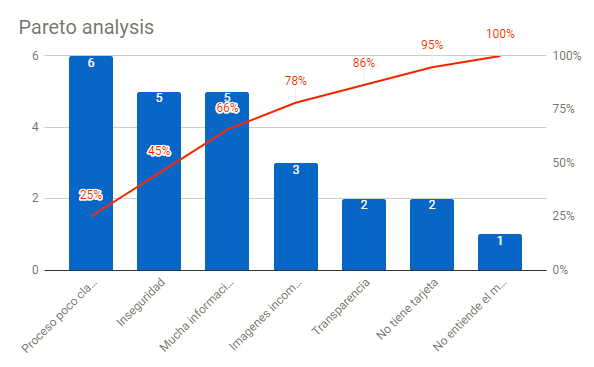 Pareto analysis
100%
95%
86%
78%
66%
45%
25%
6
5
5
3
2
2
1
6
4
2
0
100%
75%
50%
25%
0%
Proceso poco cla...
Inseguridad
Mucha informaci...
Imagenes incom...
Transparencia
No tiene tarjeta
No entiende el m...